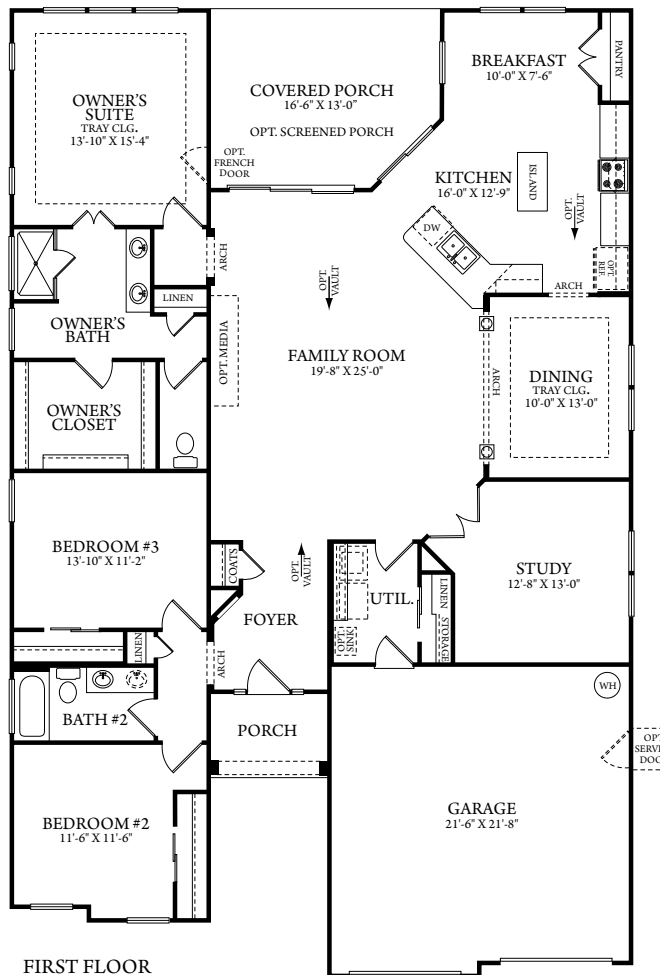 OWNER'S
SUITE
TRAY CLG.
13'-10" X 15'-4"
COVERED PORCH
16'-6" X 13'-0"
OPT. SCREENED PORCH
OPT.
FRENCH
DOOR
BREAKFAST
10'-0" X 7'-6"
PANTRY
KITCHEN
16'-0" X 12'-9"
ISLAND
OPT.
VAULT
OPT.
REF.
DW
ARCH
ARCH
LINEN
OWNER'S
BATH
OPT. MEDIA
OPT.
VAULT
FAMILY ROOM
19'-8" X 25'-0"
ARCH
DINING
TRAY CLG.
10'-0" X 13'-0"
OWNER'S
CLOSET
BEDROOM #3
13'-10" X 11'-2"
COATS
OPT.
VAULT
FOYER
UTIL.
OPT.
SINK
LINEN
STORAGE
STUDY
12'-8" X 13'-0"
LINEN
ARCH
BATH #2
PORCH
WH
OPT
SERVI
DOO
BEDROOM #2
11'-6" X 11'-6"
GARAGE
21'-6" X 21'-8"
FIRST FLOOR